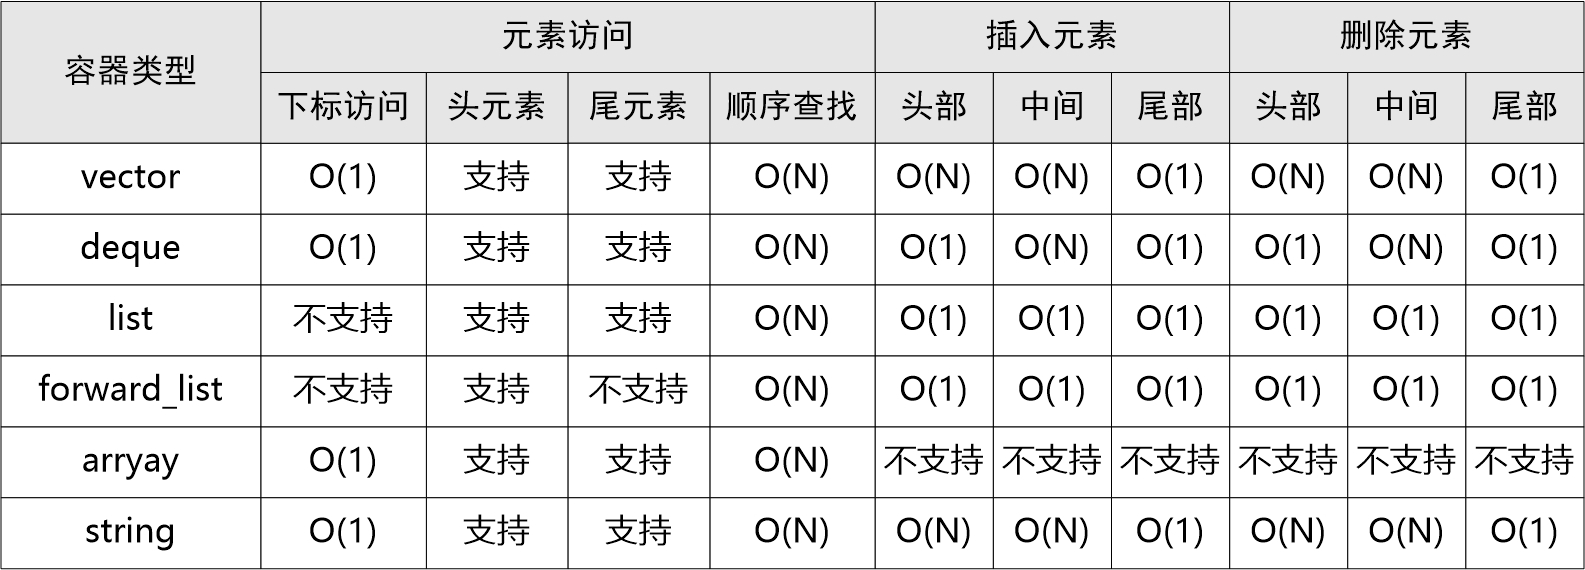 容器类型 元素访问 插入元素 删除元素
下标访问 头元素 尾元素 顺序查找 头部 中间 尾部 头部 中间 尾部
vector O(1) 支持 支持 O(N) O(N) O(N) O(1) O(N) O(N) O(1)
deque O(1) 支持 支持 O(N) O(1) O(N) O(1) O(1) O(N) O(1)
list 不支持 支持 支持 O(N) O(1) O(1) O(1) O(1) O(1) O(1)
forward_list 不支持 支持 不支持 O(N) O(1) O(1) O(1) O(1) O(1) O(1)
arryay O(1) 支持 支持 O(N) 不支持 不支持 不支持 不支持 不支持 不支持
string O(1) 支持 支持 O(N) O(N) O(N) O(1) O(N) O(N) O(1)